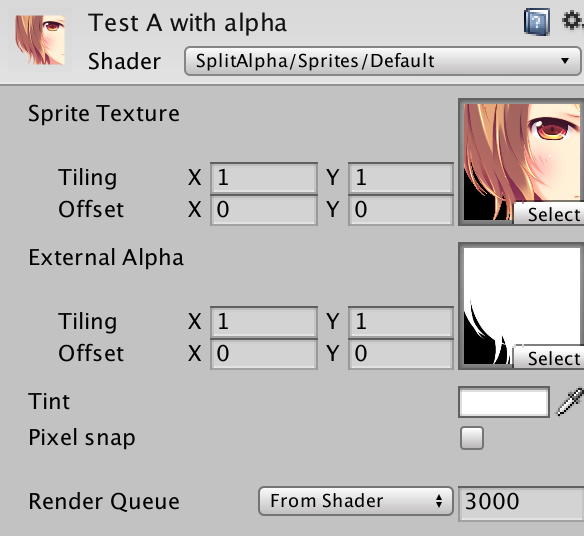 Test A with alpha
Shader SplitAlpha/Sprites/Default
Sprite Texture
Tiling X 1 Y 1
Offset X 0 Y 0
Select
External Alpha
Tiling X 1 Y 1
Offset X 0 Y 0
Select
Tint
Pixel snap
Render Queue From Shader 3000